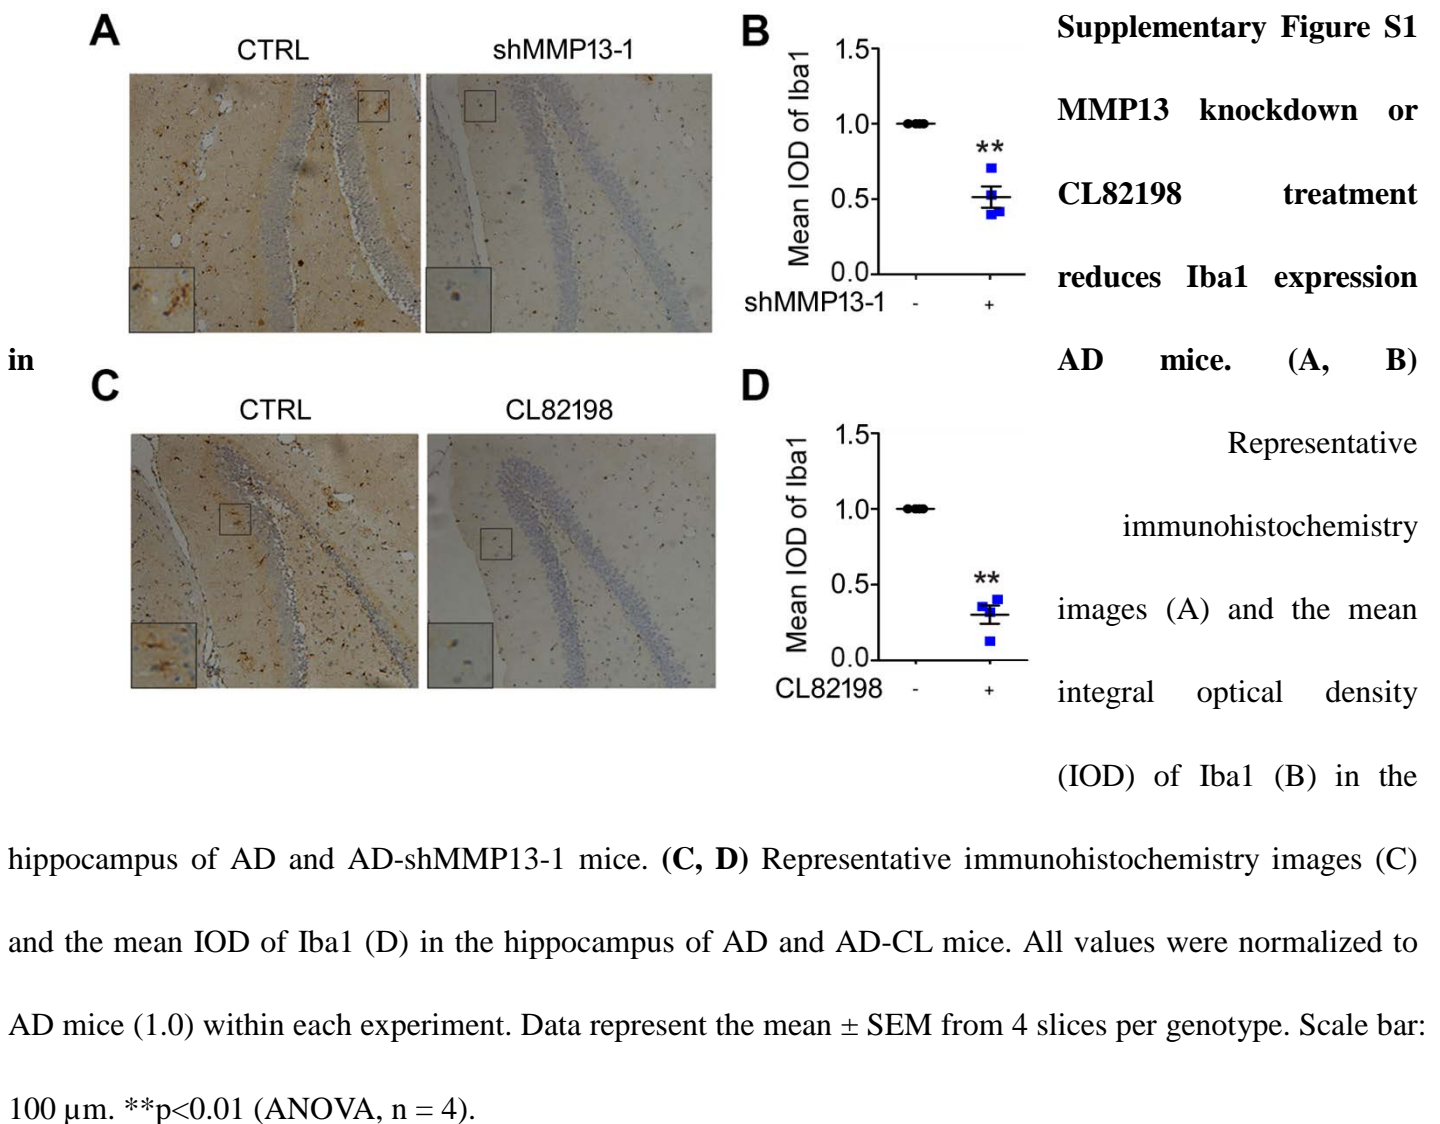 A
CTRL
shMMP13-1
B
Mean IOD of Iba1
1.5
1.0
0.5
0.0
**
shMMP13-1
-
+
C
CTRL
CL82198
D
Mean IOD of Iba1
1.5
1.0
0.5
0.0
**
CL82198
-
+
Supplementary Figure S1
MMP13 knockdown or
CL82198 treatment
reduces Iba1 expression
in AD mice. (A, B)
Representative
immunohistochemistry
images (A) and the mean
integral optical density
(IOD) of Iba1 (B) in the
hippocampus of AD and AD-shMMP13-1 mice. (C, D) Representative immunohistochemistry images (C)
and the mean IOD of Iba1 (D) in the hippocampus of AD and AD-CL mice. All values were normalized to
AD mice (1.0) within each experiment. Data represent the mean ± SEM from 4 slices per genotype. Scale bar:
100 µm. **p<0.01 (ANOVA, n = 4).